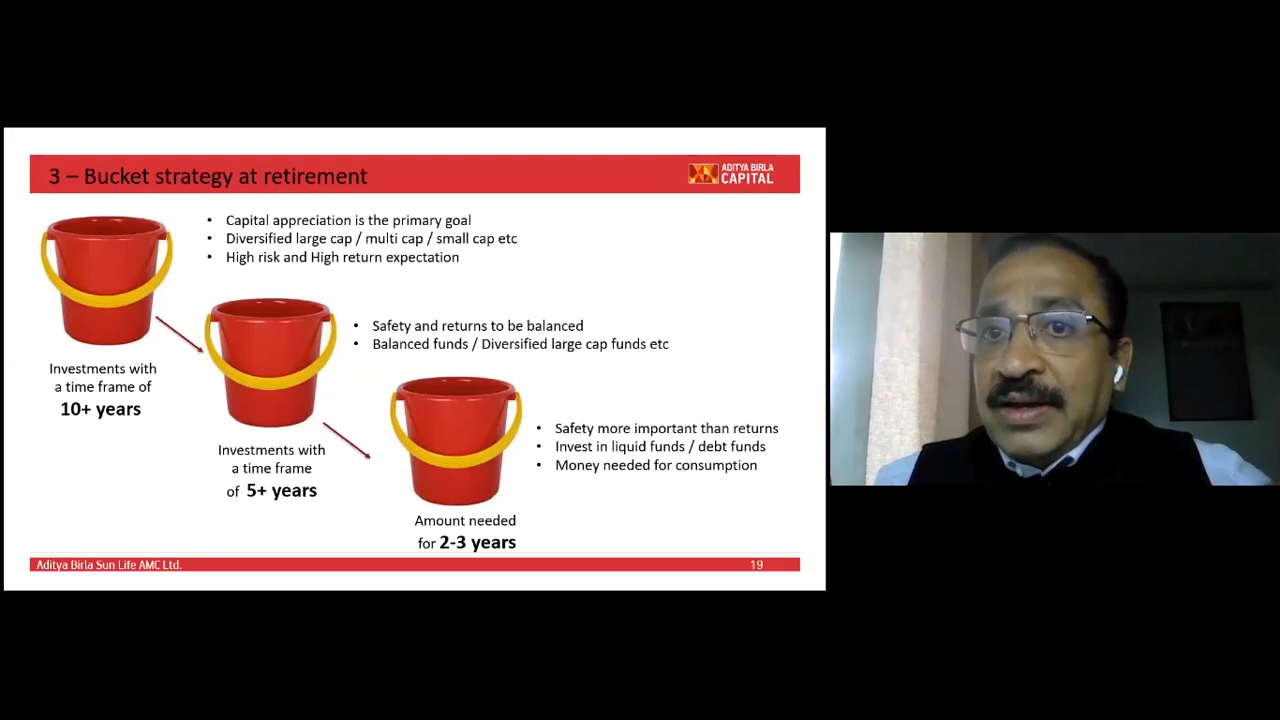 3 – Bucket strategy at retirement
ADITYA BIRLA
CAPITAL
• Capital appreciation is the primary goal
• Diversified large cap / multi cap / small cap etc
• High risk and High return expectation
Investments with
a time frame of
10+ years
• Safety and returns to be balanced
• Balanced funds / Diversified large cap funds etc
Investments with
a time frame
of 5+ years
• Safety more important than returns
• Invest in liquid funds / debt funds
• Money needed for consumption
Amount needed
for 2-3 years
Aditya Birla Sun Life AMC Ltd.
19